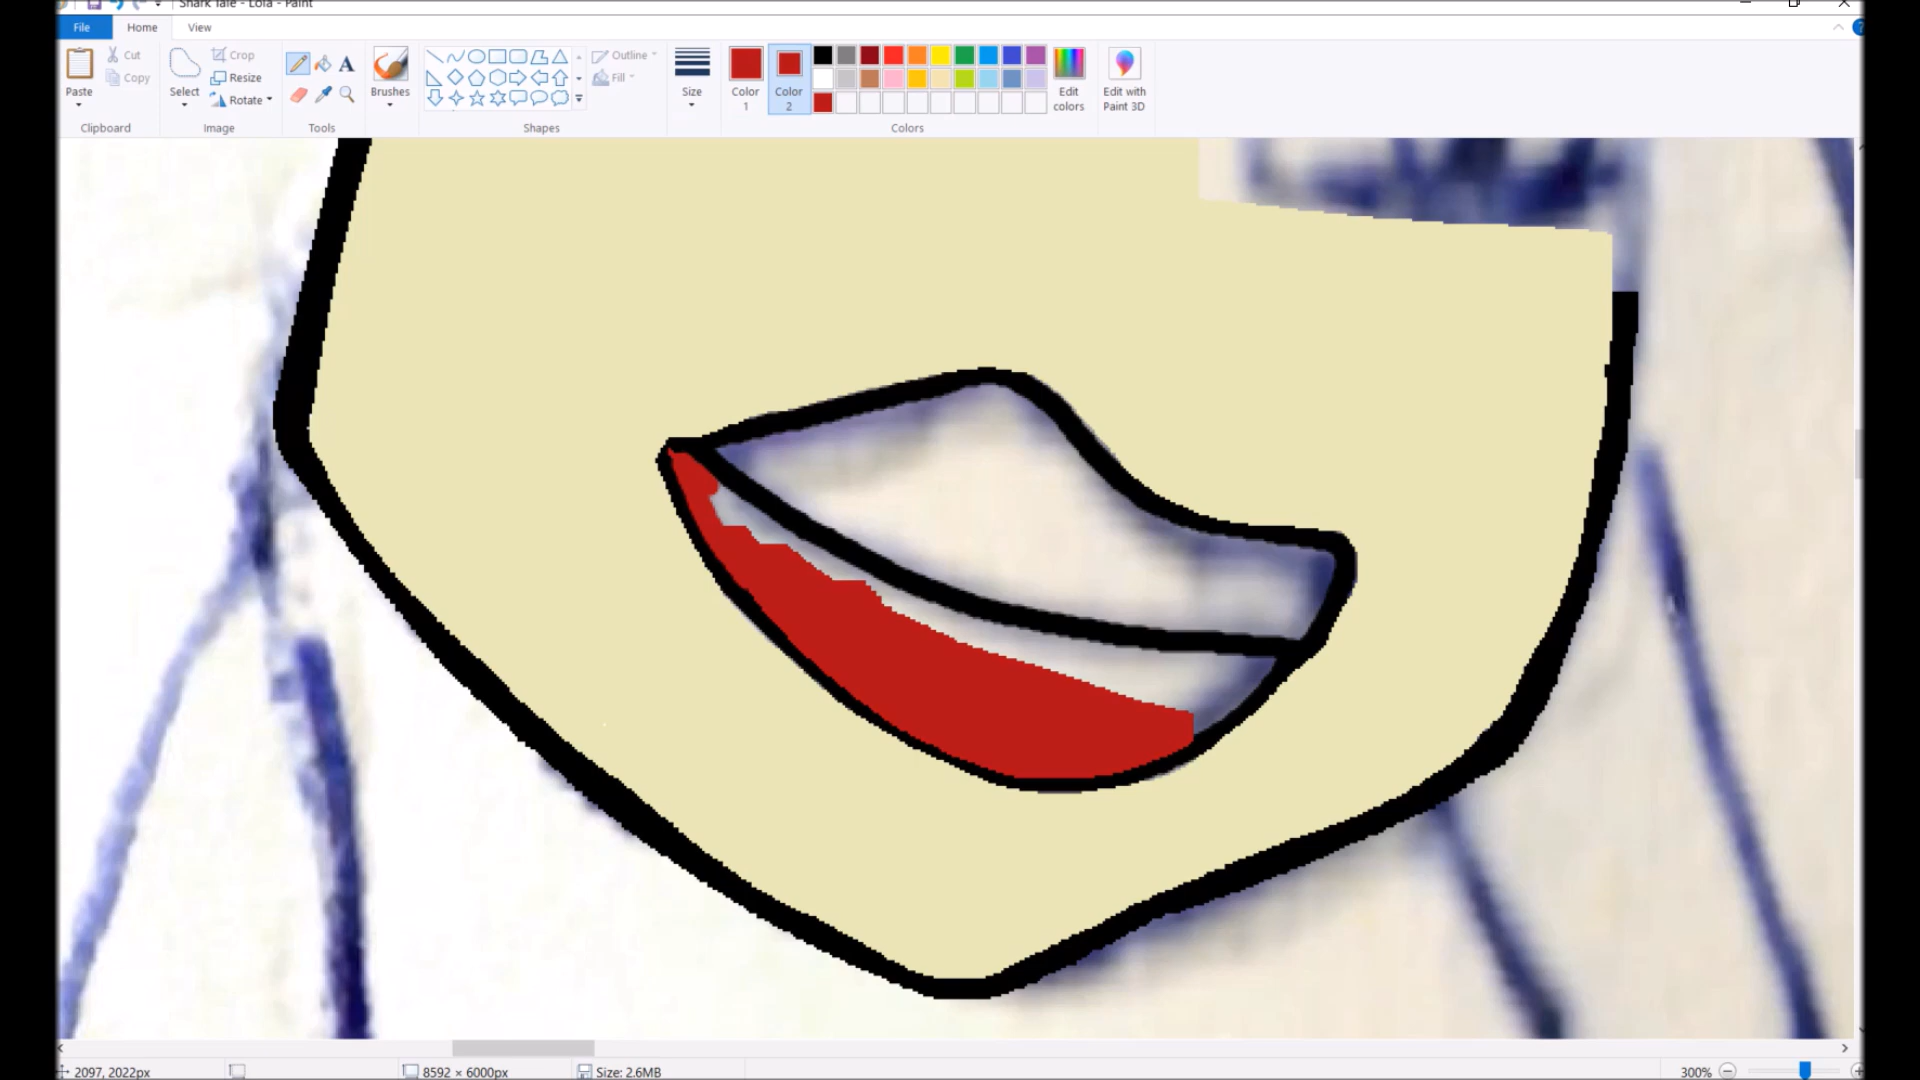 Shark Tale - Lola - Paint
File Home View
Cut
Copy
Paste
Clipboard
Select
Crop
Resize
Rotate
Image
A
Tools
Brushes
Outline
Fill
Shapes
Size
Color 1
Color 2
Edit colors
Colors
Edit with Paint 3D
2097, 2022px
8592 × 6000px
Size: 2.6MB
300%